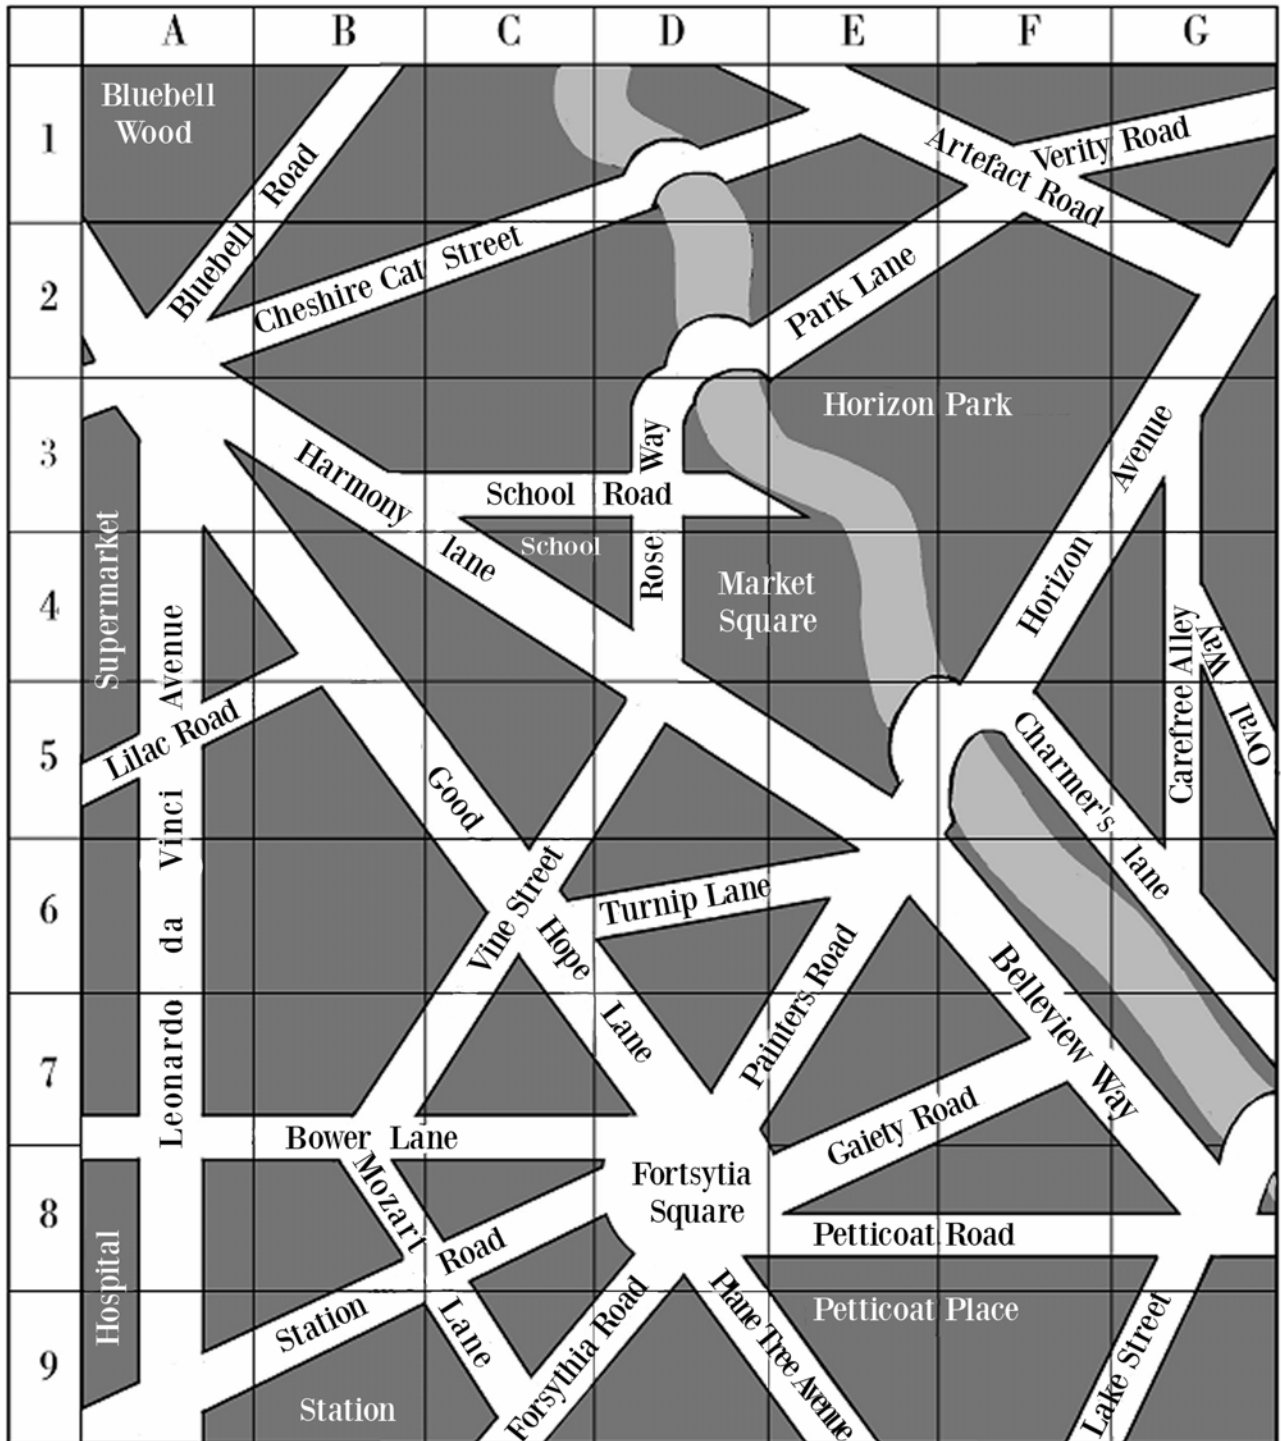 A B C D E F G
1
2
3
4
5
6
7
8
9
Bluebell
Wood
Bluebell Road
Cheshire Cat Street
Artefact Road
Verity Road
Park Lane
Horizon Park
Harmony lane
School Road
School
Rose Way
Market
Square
Horizon Avenue
Supermarket
Lilac Road
Leonardo da Vinci Avenue
Carefree Alley
Oval Way
Charmer's lane
Good Hope Lane
Vine Street
Turnip Lane
Painters Road
Belleview Way
Gaiety Road
Bower Lane
Mozart Lane
Fortsytia
Square
Petticoat Road
Petticoat Place
Hospital
Station Road
Station
Forsythia Road
Plane Tree Avenue
Lake Street